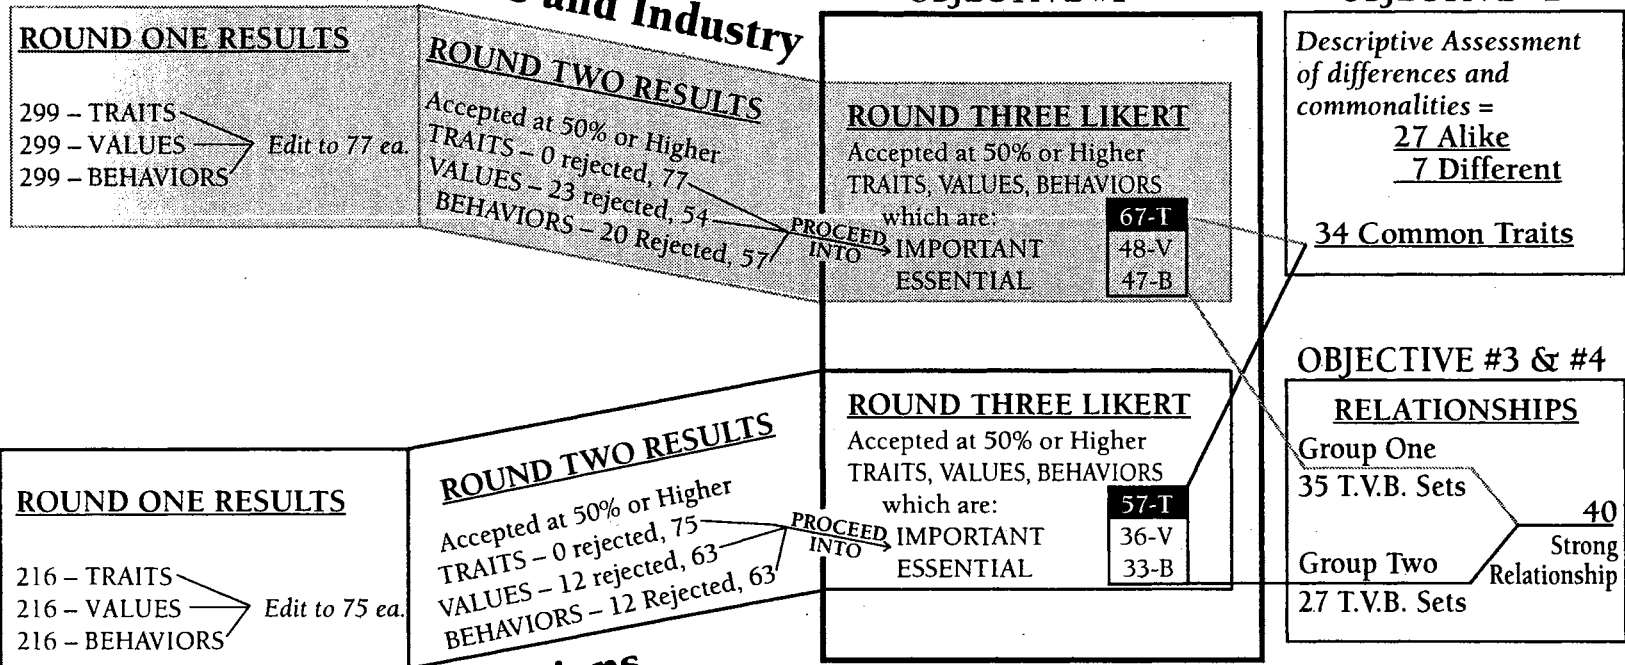 and Industry
ROUND ONE RESULTS
299 – TRAITS
299 – VALUES
299 – BEHAVIORS
Edit to 77 ea.
ROUND TWO RESULTS
Accepted at 50% or Higher
TRAITS – 0 rejected, 77
VALUES – 23 rejected, 54
BEHAVIORS – 20 Rejected, 57
PROCEED
INTO
ROUND THREE LIKERT
Accepted at 50% or Higher
TRAITS, VALUES, BEHAVIORS
which are: 67-T
IMPORTANT 48-V
ESSENTIAL 47-B
Descriptive Assessment
of differences and
commonalities =
27 Alike
7 Different
34 Common Traits
ROUND ONE RESULTS
216 – TRAITS
216 – VALUES
216 – BEHAVIORS
Edit to 75 ea.
ROUND TWO RESULTS
Accepted at 50% or Higher
TRAITS – 0 rejected, 75
VALUES – 12 rejected, 63
BEHAVIORS – 12 Rejected, 63
PROCEED
INTO
ROUND THREE LIKERT
Accepted at 50% or Higher
TRAITS, VALUES, BEHAVIORS
which are: 57-T
IMPORTANT 36-V
ESSENTIAL 33-B
OBJECTIVE #3 & #4
RELATIONSHIPS
Group One
35 T.V.B. Sets
Group Two
27 T.V.B. Sets
40
Strong
Relationship